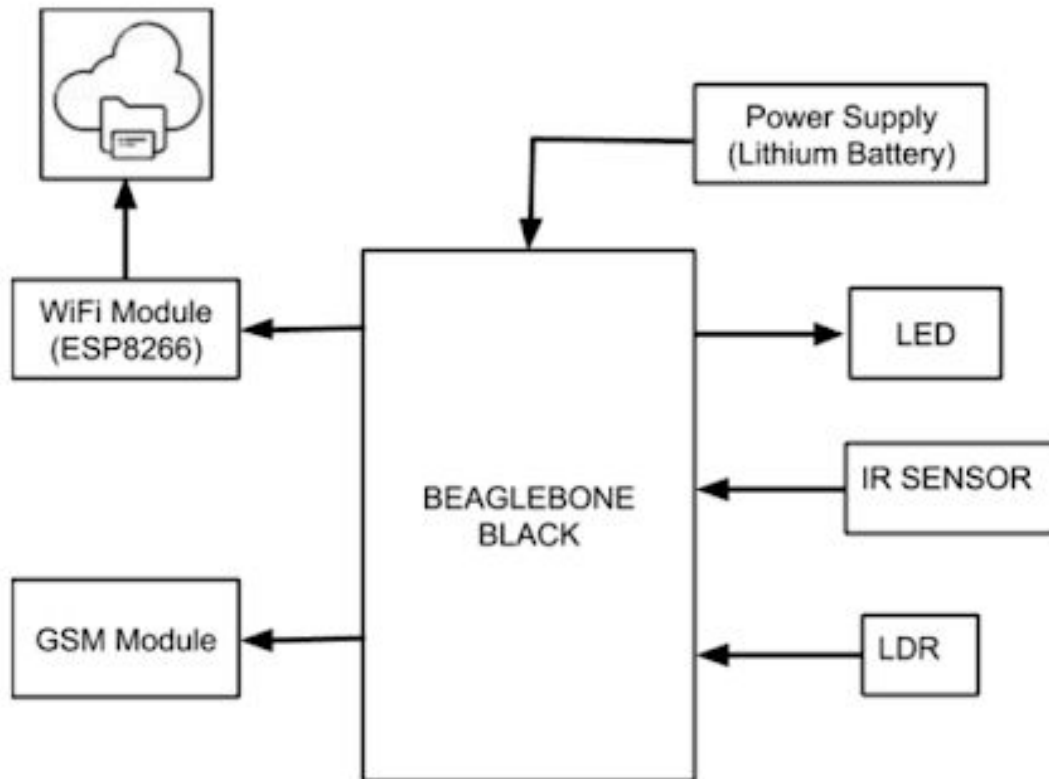 Power Supply
(Lithium Battery)
WiFi Module
(ESP8266)
LED
IR SENSOR
BEAGLEBONE
BLACK
GSM Module
LDR